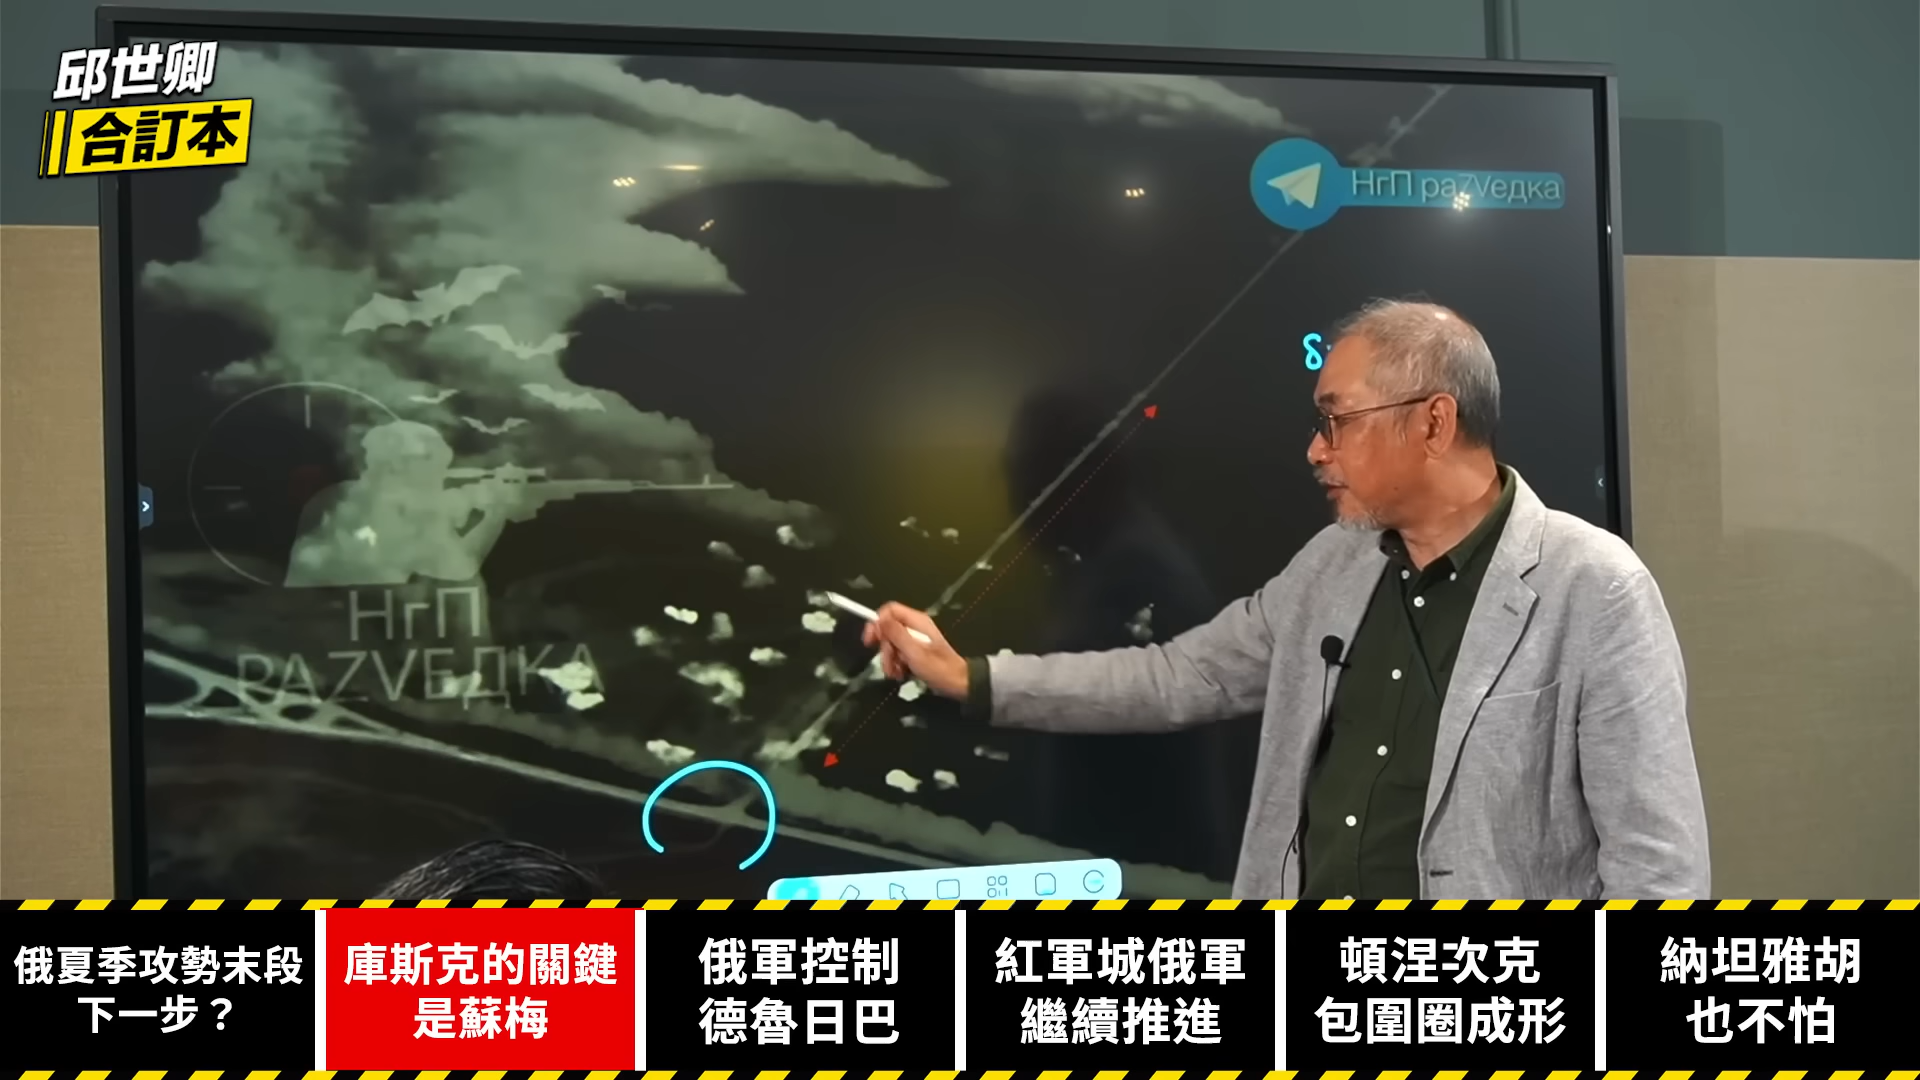 邱世卿
合訂本
НгП раZVедка
8
НгП
РАZVЕДКА
俄夏季攻勢末段
下一步？
庫斯克的關鍵
是蘇梅
俄軍控制
德魯日巴
紅軍城俄軍
繼續推進
頓涅次克
包圍圈成形
納坦雅胡
也不怕